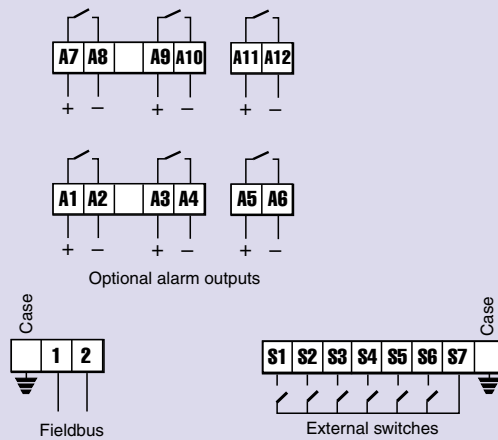 A7 A8 A9 A10 A11 A12
+ − + − + −
A1 A2 A3 A4 A5 A6
+ − + − + −
Optional alarm outputs
Case
1 2
Fieldbus
Case
S1 S2 S3 S4 S5 S6 S7
External switches